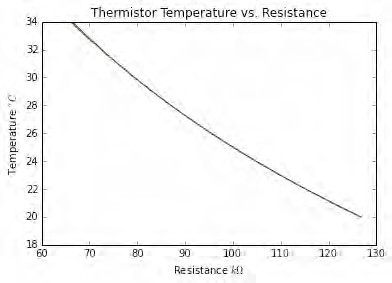 Thermistor Temperature vs. Resistance
34
32
30
28
26
24
22
20
18
Temperature °C
60 70 80 90 100 110 120 130
Resistance kΩ